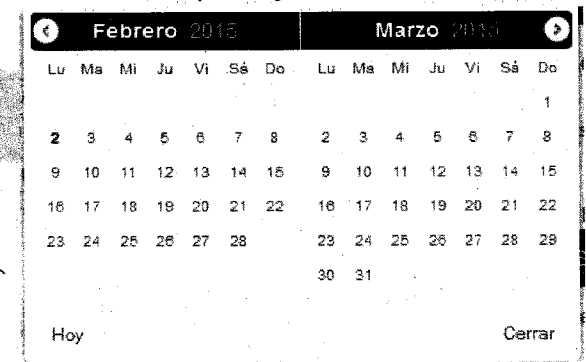 Febrero 2015 Marzo 2015
Lu Ma Mi Ju Vi Sá Do Lu Ma Mi Ju Vi Sá Do
1
2 3 4 5 6 7 8 2 3 4 5 6 7 8
9 10 11 12 13 14 15 9 10 11 12 13 14 15
16 17 18 19 20 21 22 16 17 18 19 20 21 22
23 24 25 26 27 28 23 24 25 26 27 28 29
30 31
Hoy Cerrar